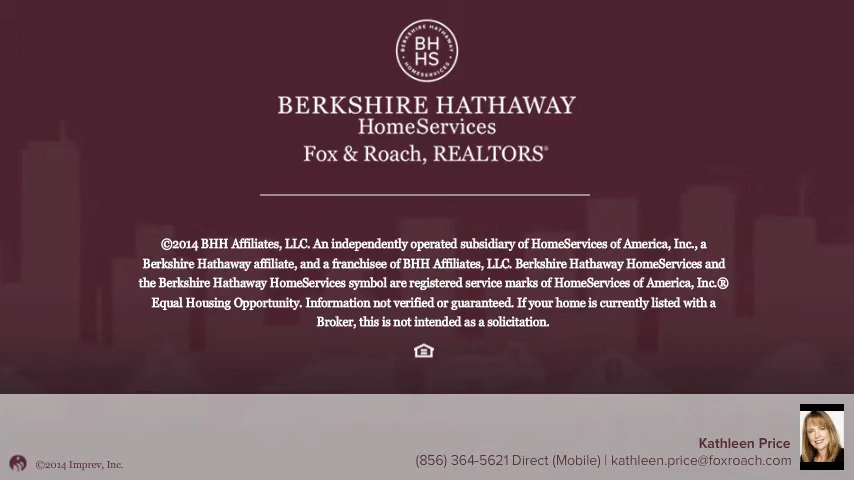 BERKSHIRE HATHAWAY
HOMESERVICES
BH
HS
BERKSHIRE HATHAWAY
HomeServices
Fox & Roach, REALTORS®
©2014 BHH Affiliates, LLC. An independently operated subsidiary of HomeServices of America, Inc., a
Berkshire Hathaway affiliate, and a franchisee of BHH Affiliates, LLC. Berkshire Hathaway HomeServices and
the Berkshire Hathaway HomeServices symbol are registered service marks of HomeServices of America, Inc.®
Equal Housing Opportunity. Information not verified or guaranteed. If your home is currently listed with a
Broker, this is not intended as a solicitation.
Kathleen Price
(856) 364-5621 Direct (Mobile) | kathleen.price@foxroach.com
©2014 Imprev, Inc.